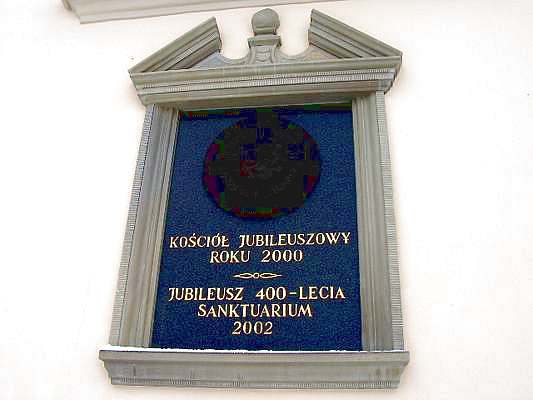 KOŚCIÓŁ JUBILEUSZOWY
ROKU 2000
JUBILEUSZ 400-LECIA
SANKTUARIUM
2002